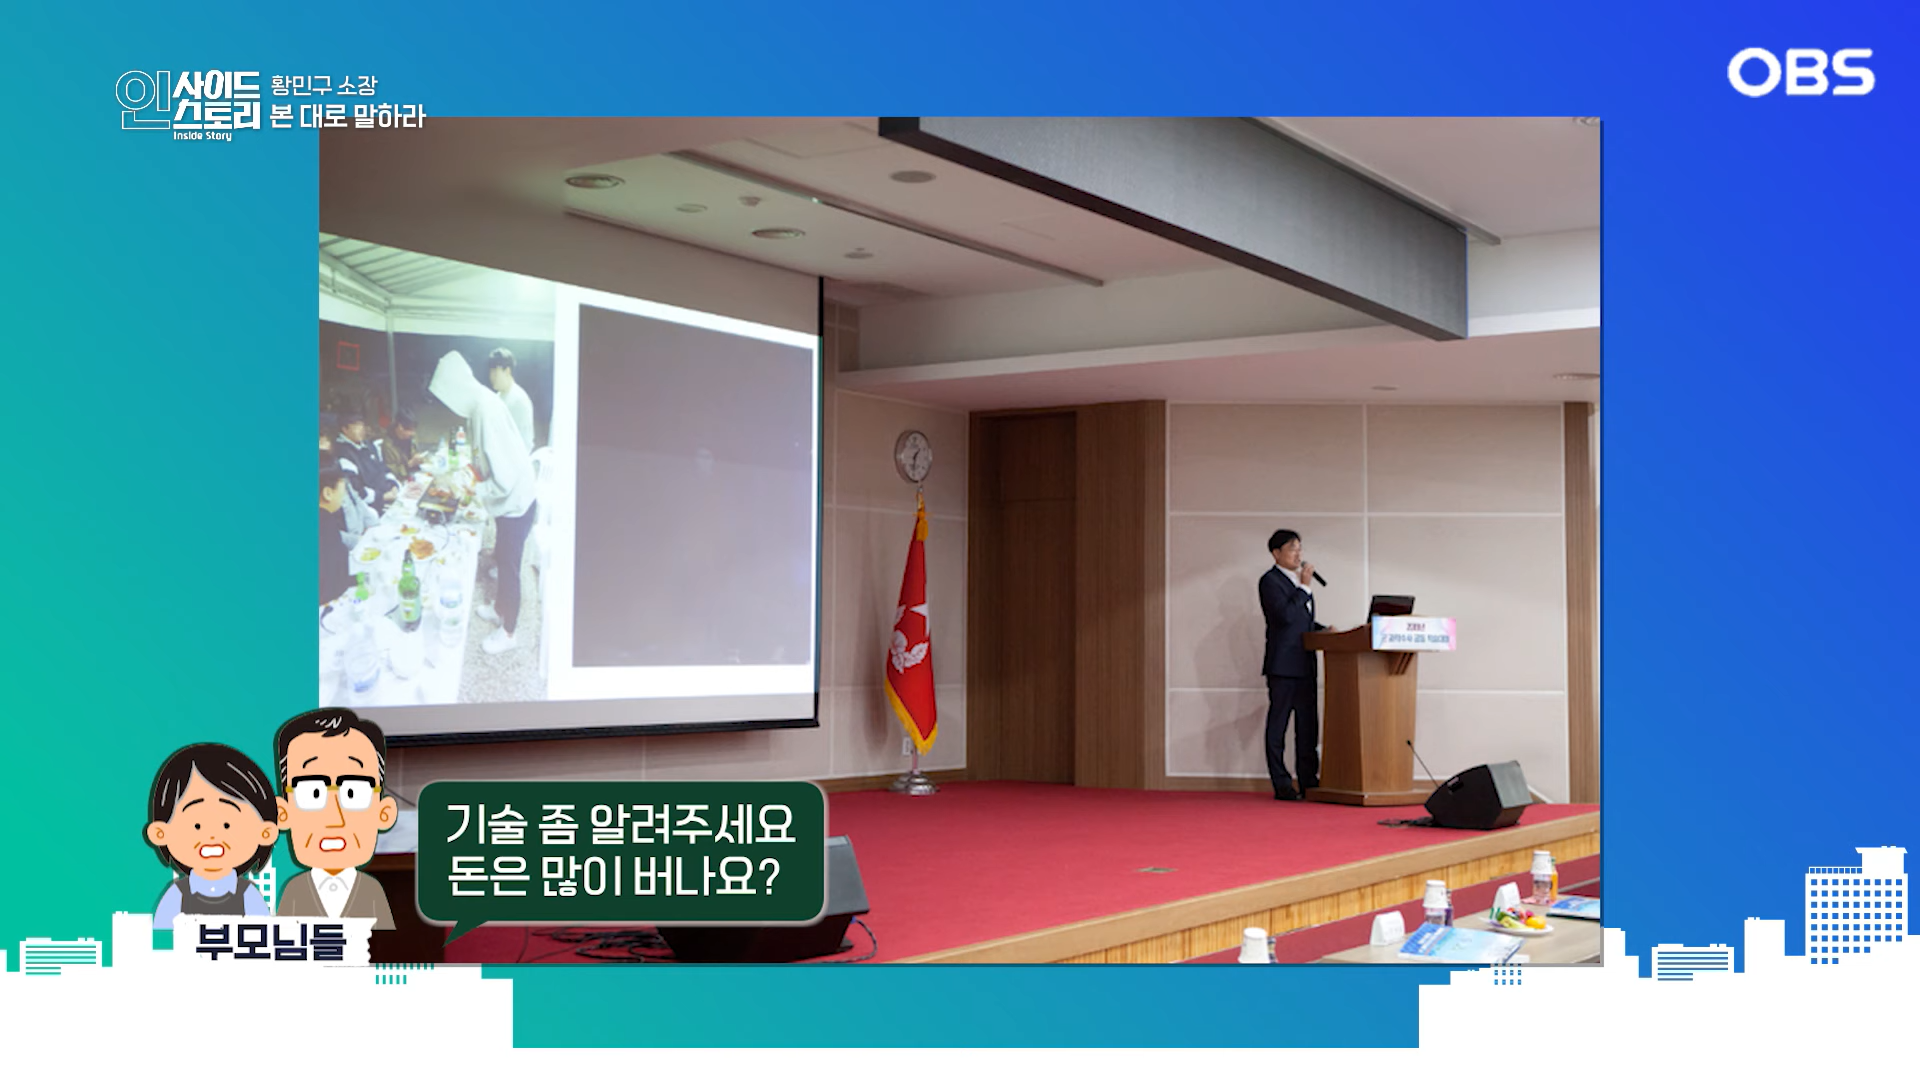 인사이드
스토리
Inside Story
황민구 소장
본 대로 말하라
OBS
기술 좀 알려주세요
돈은 많이 버나요?
부모님들